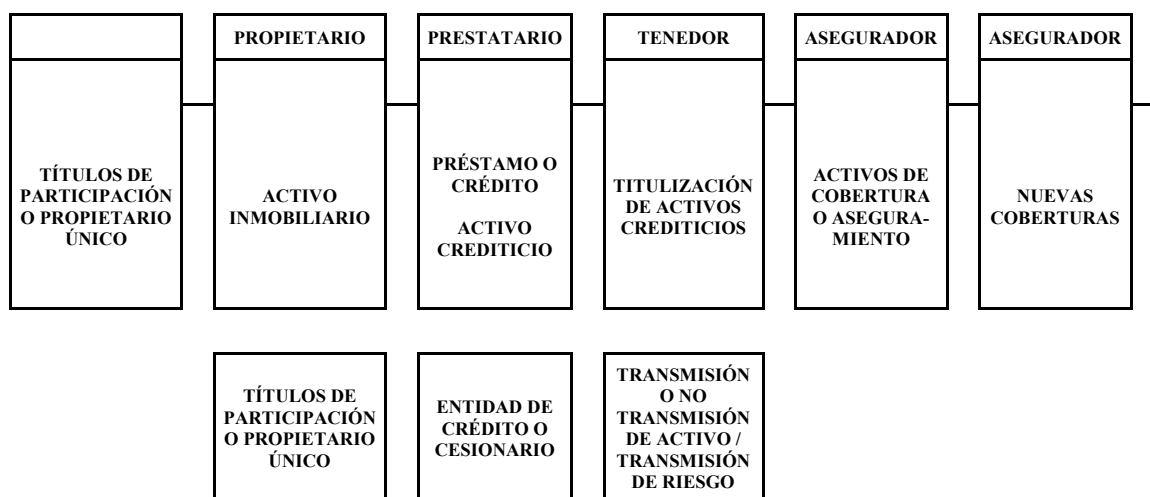 PROPIETARIO
PRESTATARIO
TENEDOR
ASEGURADOR
ASEGURADOR
TÍTULOS DE
PARTICIPACIÓN
O PROPIETARIO
ÚNICO
ACTIVO
INMOBILIARIO
PRÉSTAMO O
CRÉDITO
ACTIVO
CREDITICIO
TITULIZACIÓN
DE ACTIVOS
CREDITICIOS
ACTIVOS DE
COBERTURA
O ASEGURA-
MIENTO
NUEVAS
COBERTURAS
TÍTULOS DE
PARTICIPACIÓN
O PROPIETARIO
ÚNICO
ENTIDAD DE
CRÉDITO O
CESIONARIO
TRANSMISIÓN
O NO
TRANSMISIÓN
DE ACTIVO /
TRANSMISIÓN
DE RIESGO